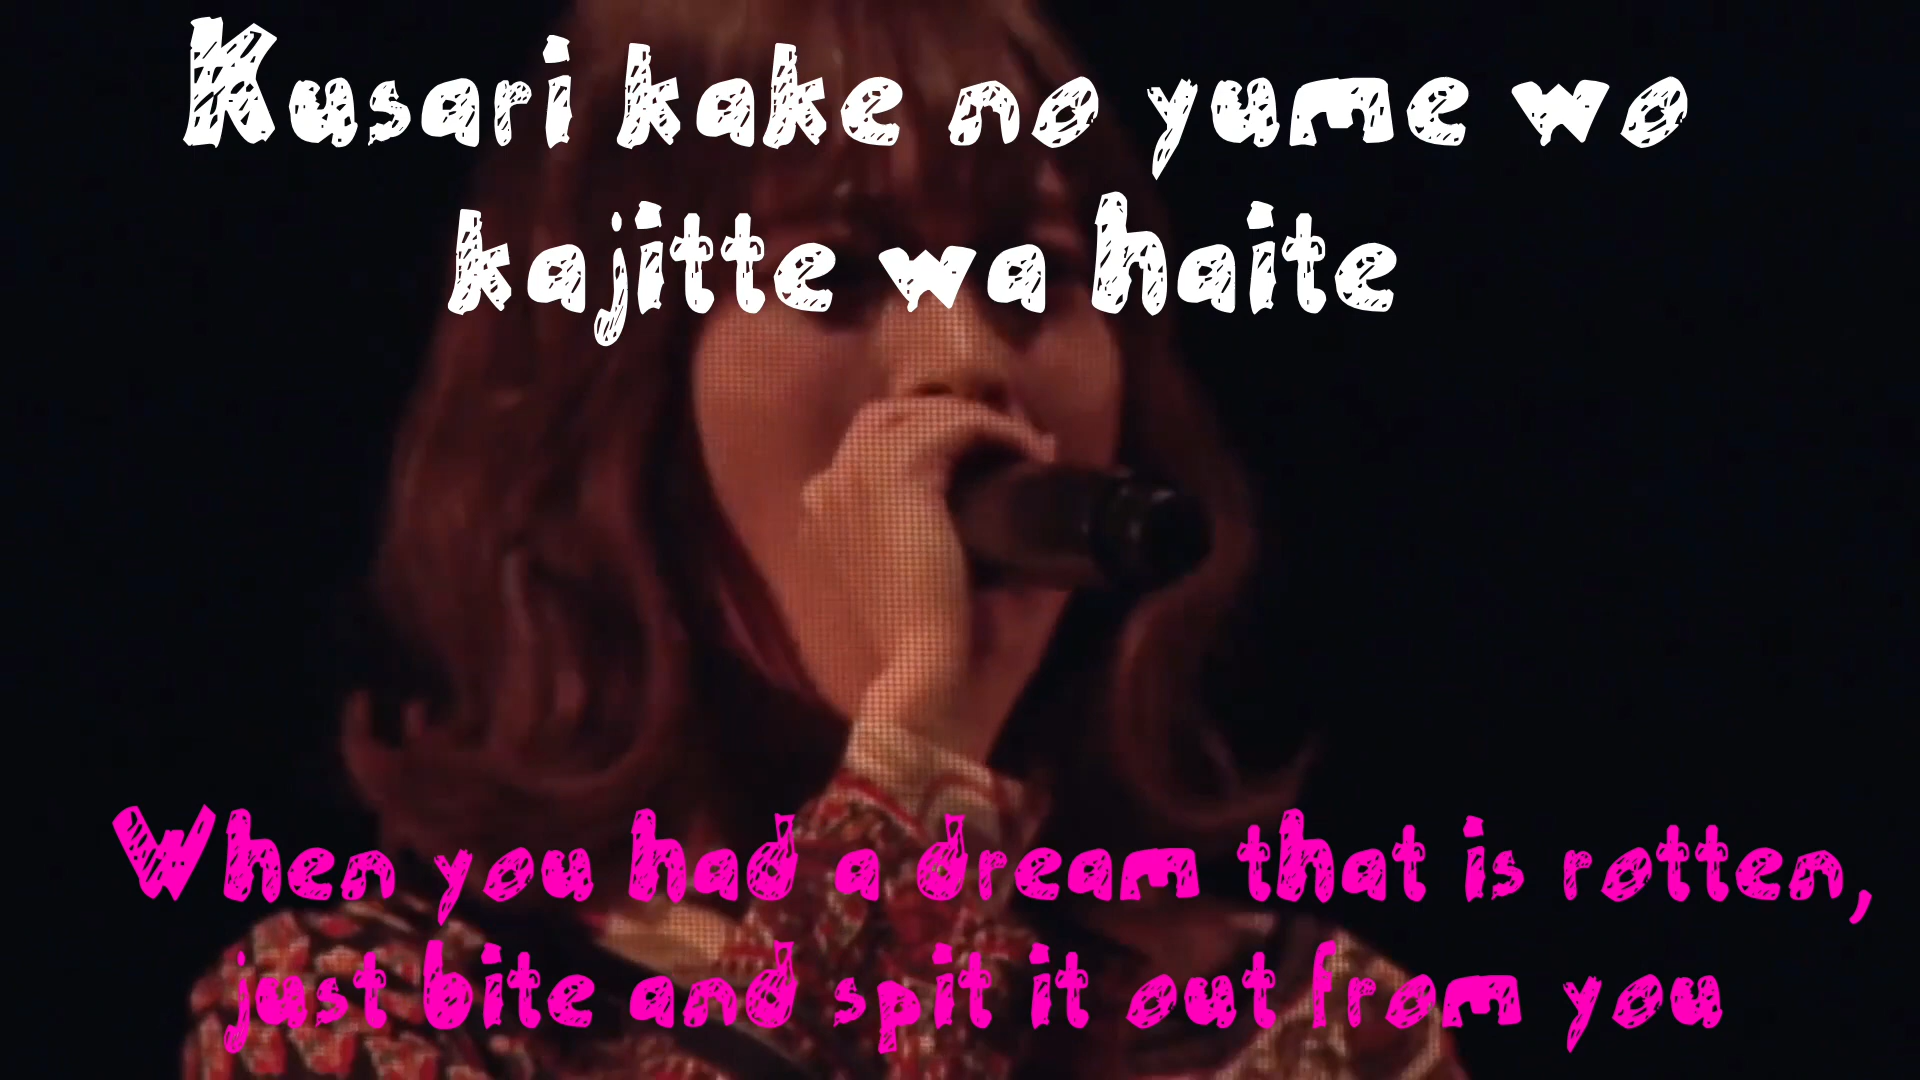 Kusari kake no yume wo
kajitte wa haite
When you had a dream that is rotten,
just bite and spit it out from you